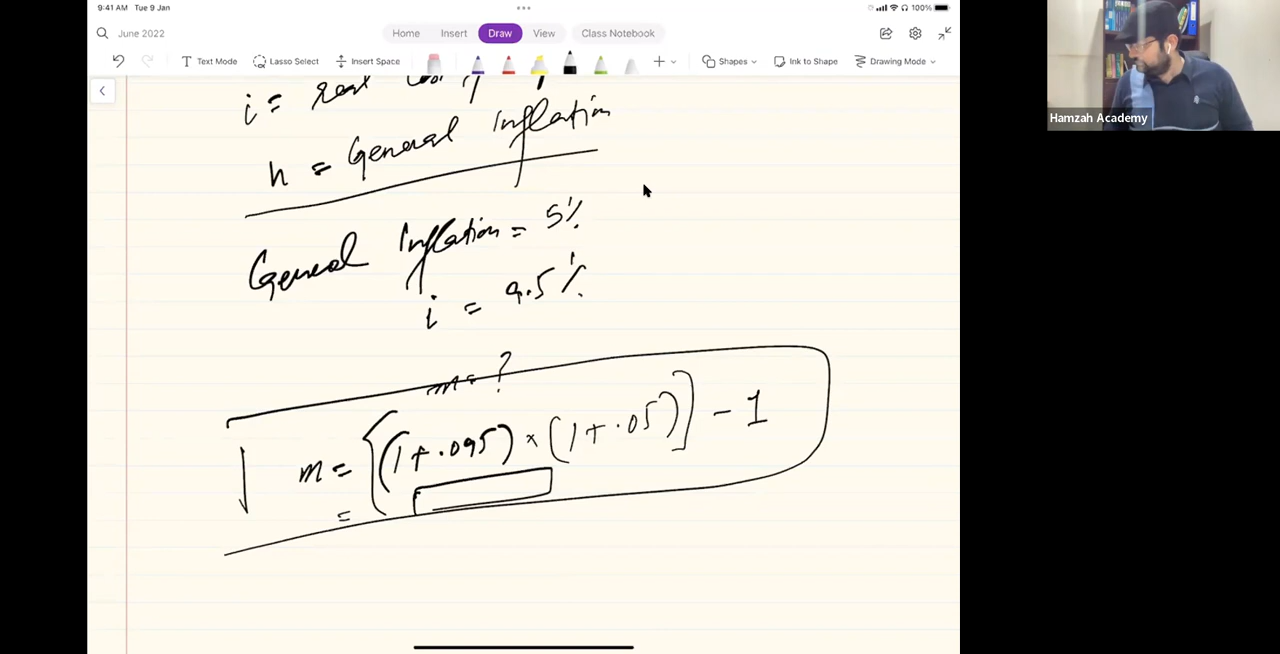 9:41 AM Tue 9 Jan
100%
June 2022
Home Insert Draw View Class Notebook
Text Mode Lasso Select Insert Space Shapes Ink to Shape Drawing Mode
i = real
h = General Inflation
General Inflation = 5%
i = 9.5%
m = ?
m = [(1+.095) × (1+.05)] - 1
=
Hamzah Academy